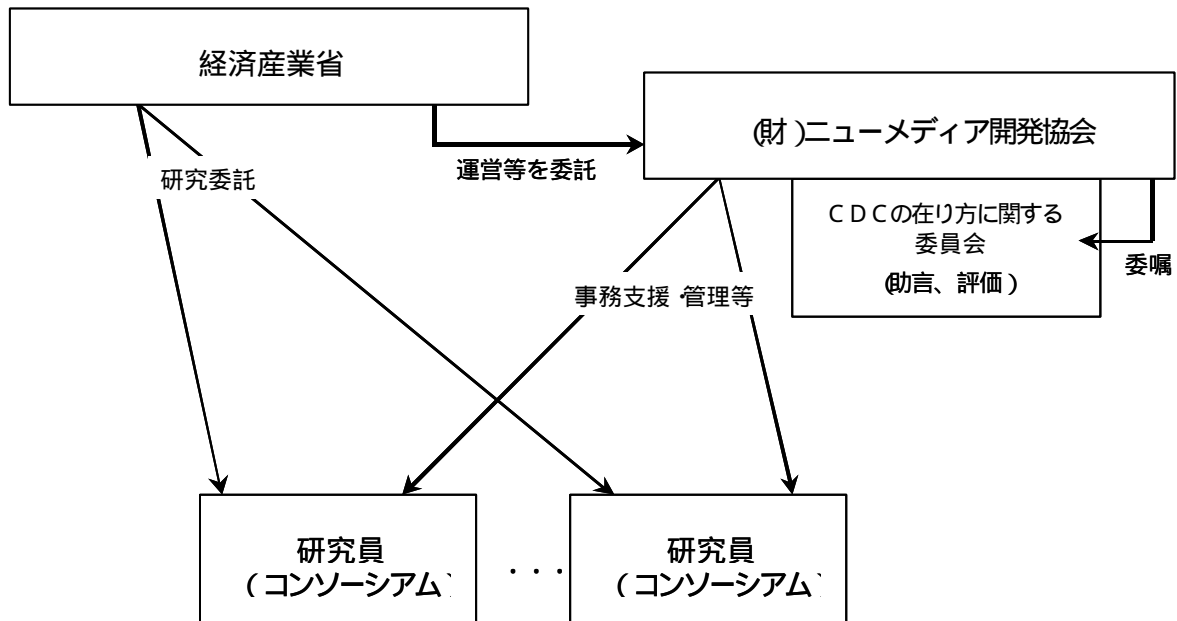 経済産業省
(財)ニューメディア開発協会
運営等を委託
研究委託
CDCの在り方に関する
委員会
(助言、評価)
委嘱
事務支援・管理等
研究員
(コンソーシアム)
・・・
研究員
(コンソーシアム)